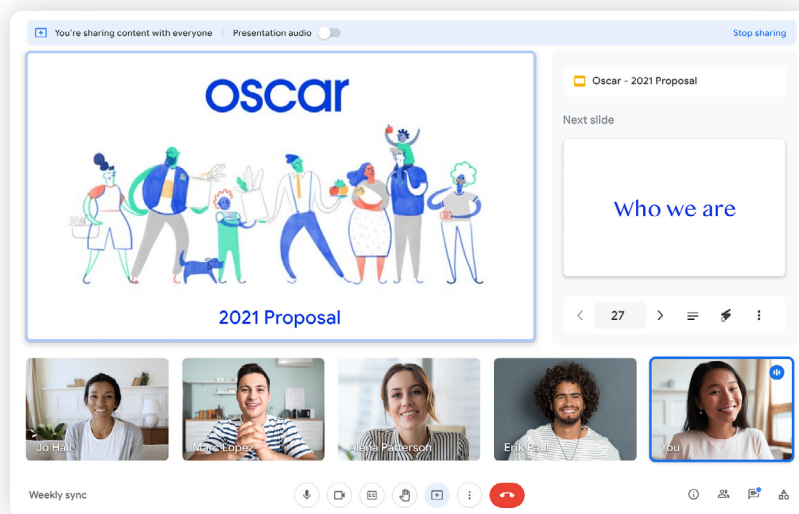 You're sharing content with everyone
Presentation audio
Stop sharing
oscar
2021 Proposal
Oscar - 2021 Proposal
Next slide
Who we are
27
Jo Hall
Marc Lopez
Alena Patterson
Erik Paul
You
Weekly sync